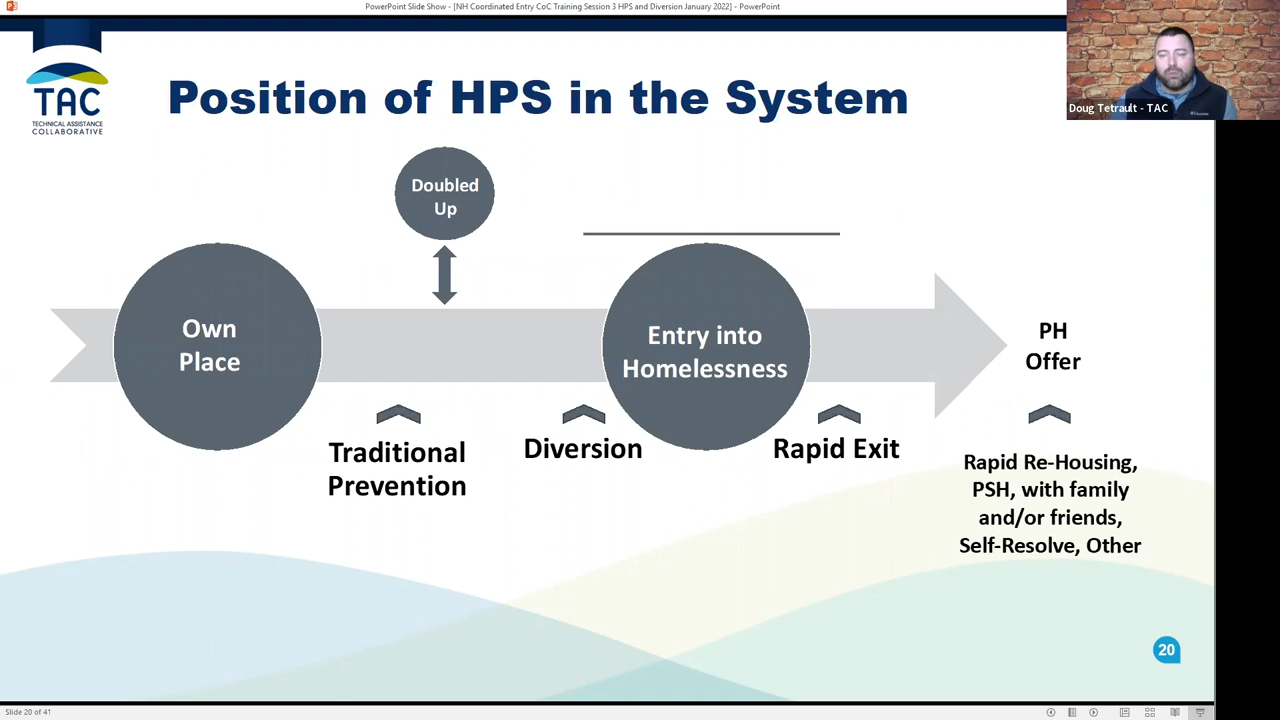 PowerPoint Slide Show - [NH Coordinated Entry CoC Training Session 3 HPS and Diversion January 2022] - PowerPoint
TAC
TECHNICAL ASSISTANCE
COLLABORATIVE
Position of HPS in the System
Doug Tetrault - TAC
Doubled
Up
Own
Place
Entry into
Homelessness
PH
Offer
Traditional
Prevention
Diversion
Rapid Exit
Rapid Re-Housing,
PSH, with family
and/or friends,
Self-Resolve, Other
20
Slide 20 of 41